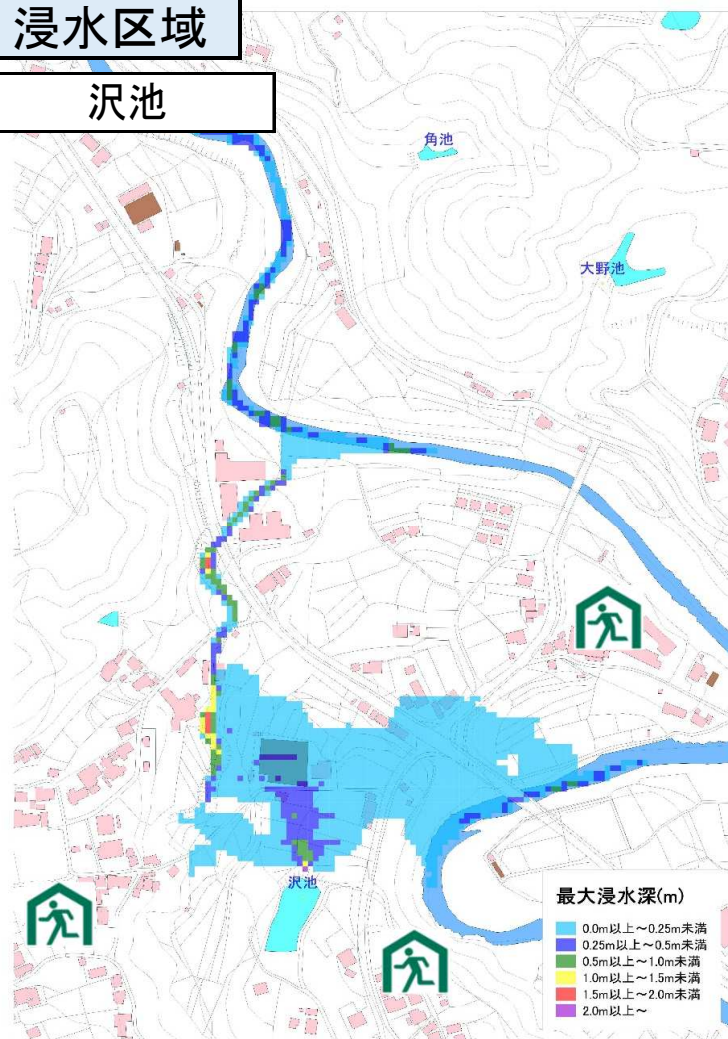 浸水区域
沢池
角池
大野池
沢池
最大浸水深(m)
0.0m以上～0.25m未満
0.25m以上～0.5m未満
0.5m以上～1.0m未満
1.0m以上～1.5m未満
1.5m以上～2.0m未満
2.0m以上～